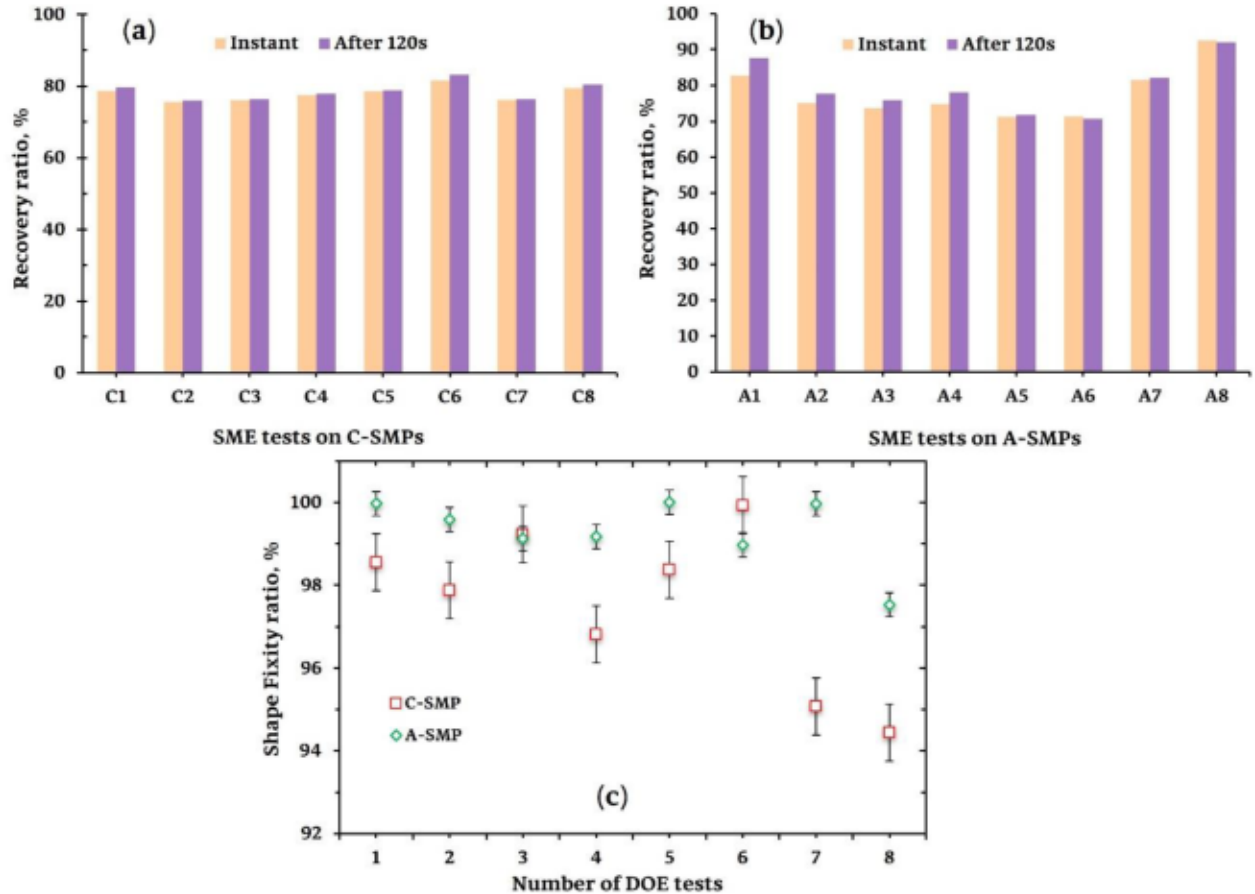 (a)
Instant After 120s
Recovery ratio, %
100
80
60
40
20
0
C1 C2 C3 C4 C5 C6 C7 C8
SME tests on C-SMPs
(b)
Instant After 120s
Recovery ratio, %
100
90
80
70
60
50
40
30
20
10
0
A1 A2 A3 A4 A5 A6 A7 A8
SME tests on A-SMPs
Shape Fixity ratio, %
100
98
96
94
92
C-SMP
A-SMP
(c)
1 2 3 4 5 6 7 8
Number of DOE tests